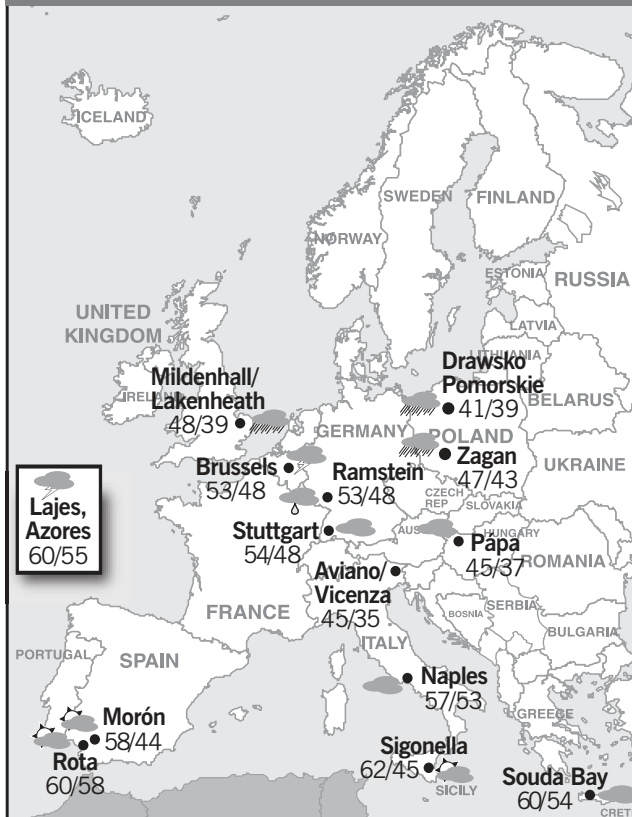 ICELAND
SWEDEN
FINLAND
NORWAY
ESTONIA
RUSSIA
LATVIA
LITHUANIA
UNITED
KINGDOM
IRELAND
Mildenhall/
Lakenheath
48/39
Drawsko
Pomorskie
41/39
BELARUS
GERMANY
POLAND
Zagan
47/43
UKRAINE
Brussels
53/48
Ramstein
53/48
CZECH
REP
SLOVAKIA
Lajes,
Azores
60/55
Stuttgart
54/48
AUS
HUNGARY
Pápa
45/37
ROMANIA
Aviano/
Vicenza
45/35
FRANCE
BOSNIA
SERBIA
BULGARIA
ITALY
PORTUGAL
SPAIN
Naples
57/53
GREECE
Morón
58/44
Rota
60/58
Sigonella
62/45
SICILY
Souda Bay
60/54
CRET